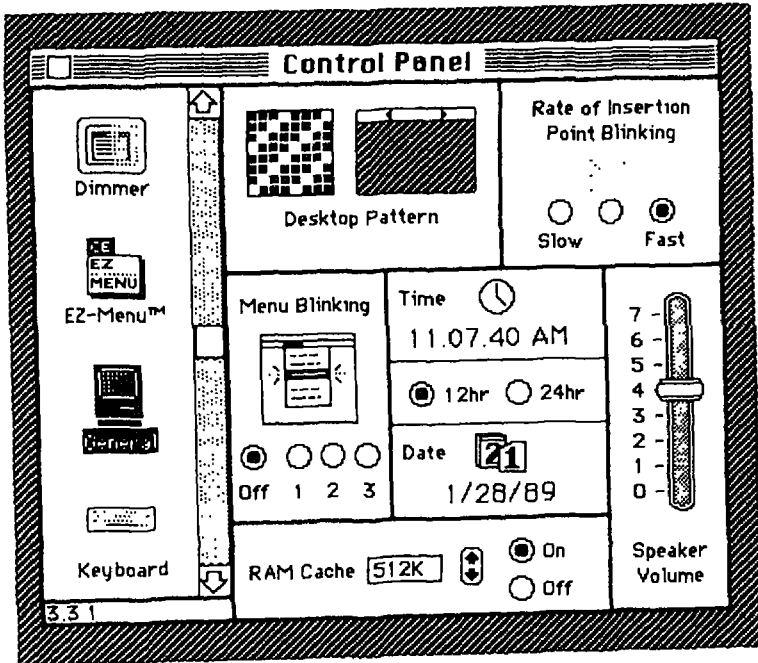 Control Panel
Dimmer
CE
EZ
MENU
EZ-Menu™
General
Keyboard
3.3 1
Desktop Pattern
Rate of Insertion
Point Blinking
Slow Fast
Menu Blinking
Off 1 2 3
Time
11.07.40 AM
12hr 24hr
Date
21
1/28/89
7
6
5
4
3
2
1
0
Speaker
Volume
RAM Cache 512K
On
Off